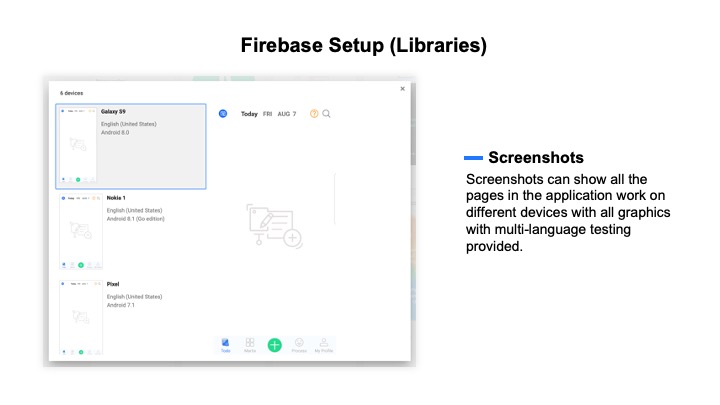 Firebase Setup (Libraries)
6 devices
Galaxy S9
English (United States)
Android 8.0
Nokia 1
English (United States)
Android 8.1 (Go edition)
Pixel
English (United States)
Android 7.1
Today FRI AUG 7
Todo
Matrix
Process
My Profile
Screenshots
Screenshots can show all the
pages in the application work on
different devices with all graphics
with multi-language testing
provided.